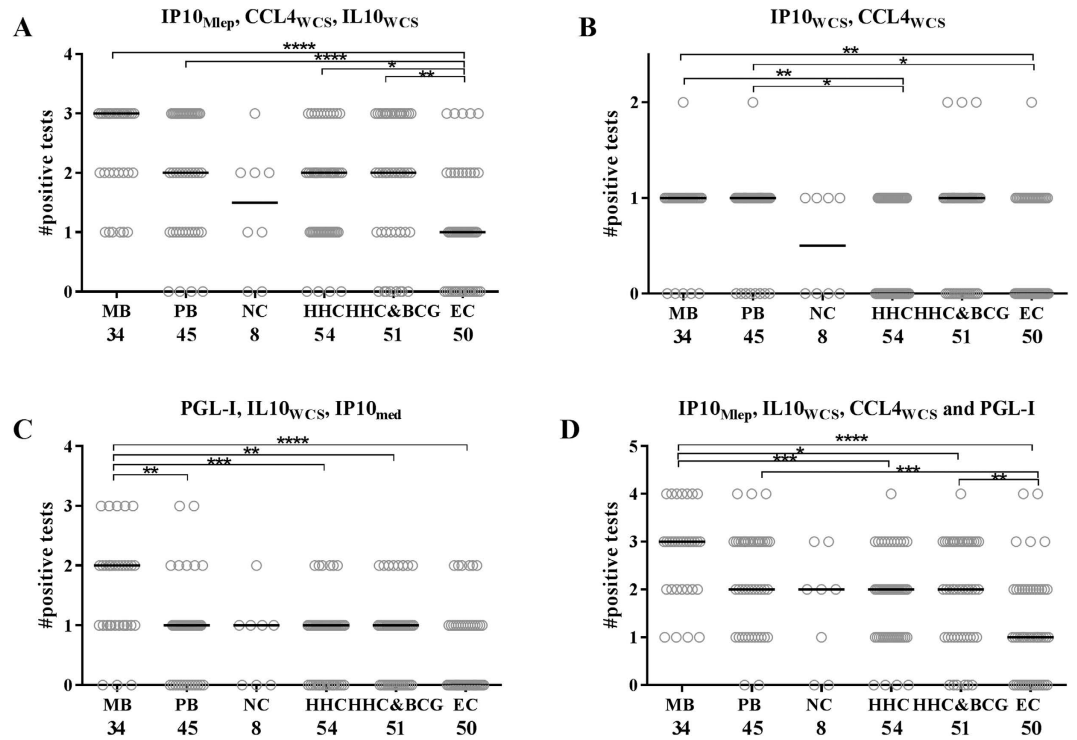 A
IP10Mlep, CCL4WCS, IL10WCS
****
****
*
**
#positive tests
4
3
2
1
0
MB PB NC HHC HHC&BCG EC
34 45 8 54 51 50
B
IP10WCS, CCL4WCS
**
*
**
*
#positive tests
2
1
0
MB PB NC HHC HHC&BCG EC
34 45 8 54 51 50
C
PGL-I, IL10WCS, IP10med
****
**
***
**
#positive tests
4
3
2
1
0
MB PB NC HHC HHC&BCG EC
34 45 8 54 51 50
D
IP10Mlep, IL10WCS, CCL4WCS and PGL-I
****
*
***
***
**
#positive tests
5
4
3
2
1
0
MB PB NC HHC HHC&BCG EC
34 45 8 54 51 50